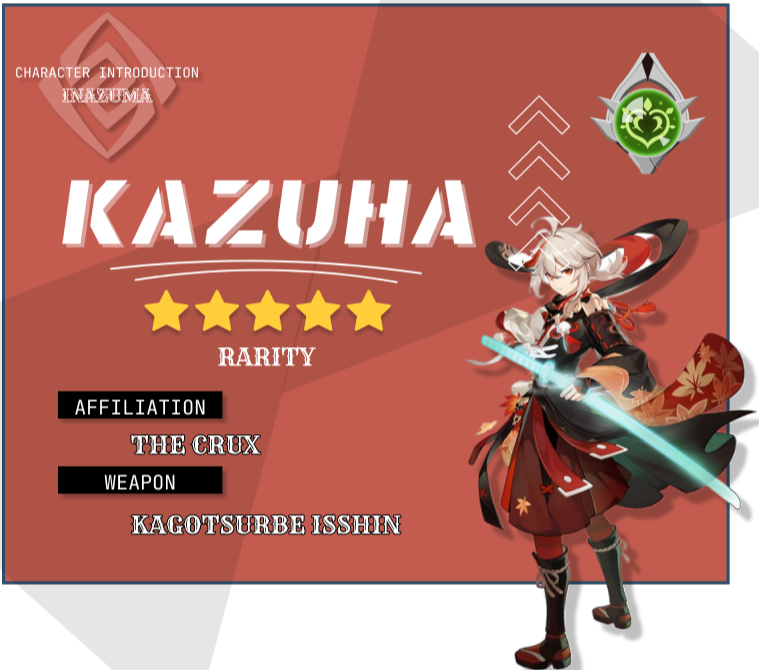 CHARACTER INTRODUCTION
INAZUMA
KAZUHA
RARITY
AFFILIATION
THE CRUX
WEAPON
KAGOTSURBE ISSHIN